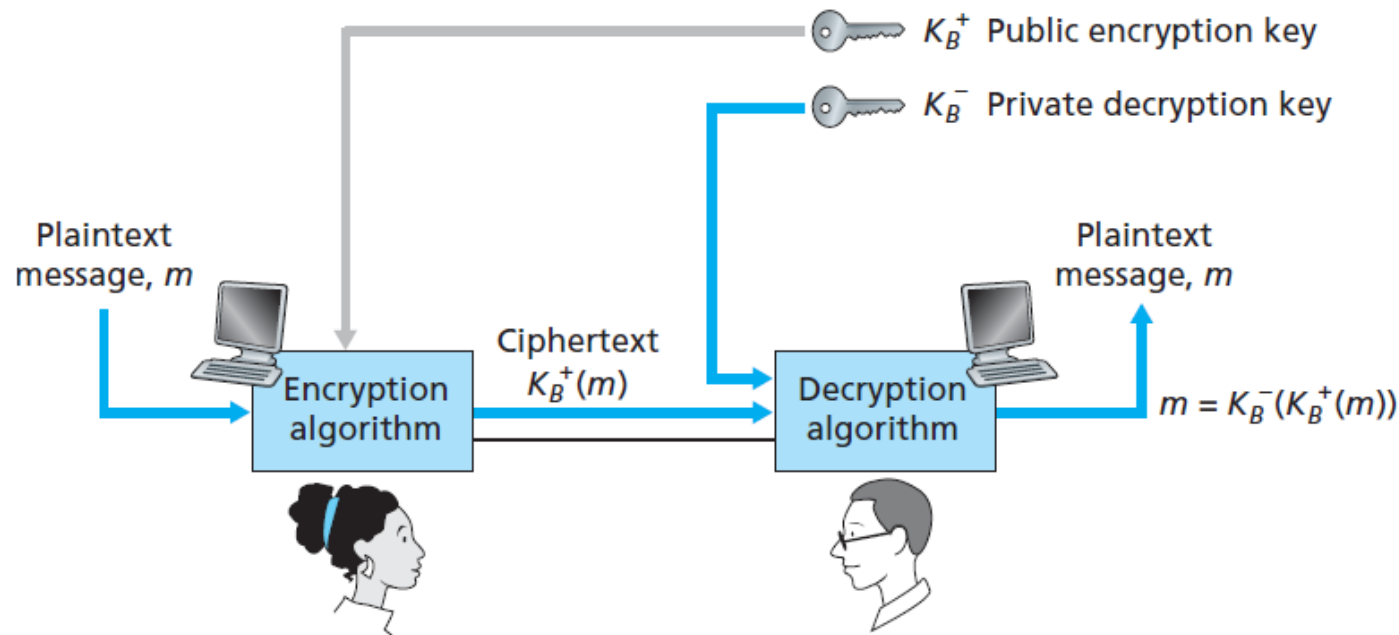 K_B^+ Public encryption key
K_B^- Private decryption key
Plaintext
message, m
Plaintext
message, m
Ciphertext
K_B^+(m)
Encryption
algorithm
Decryption
algorithm
m = K_B^-(K_B^+(m))